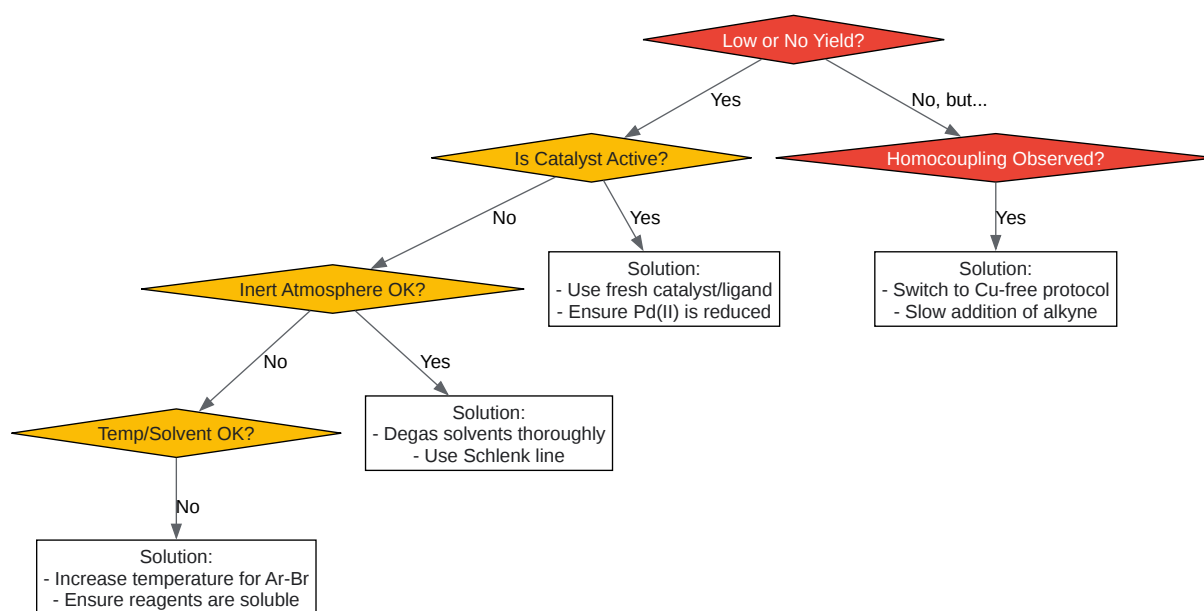 Low or No Yield?
Yes
No, but...
Is Catalyst Active?
Homocoupling Observed?
No
Yes
Yes
Inert Atmosphere OK?
Solution:
- Use fresh catalyst/ligand
- Ensure Pd(II) is reduced
Solution:
- Switch to Cu-free protocol
- Slow addition of alkyne
No
Yes
Temp/Solvent OK?
Solution:
- Degas solvents thoroughly
- Use Schlenk line
No
Solution:
- Increase temperature for Ar-Br
- Ensure reagents are soluble